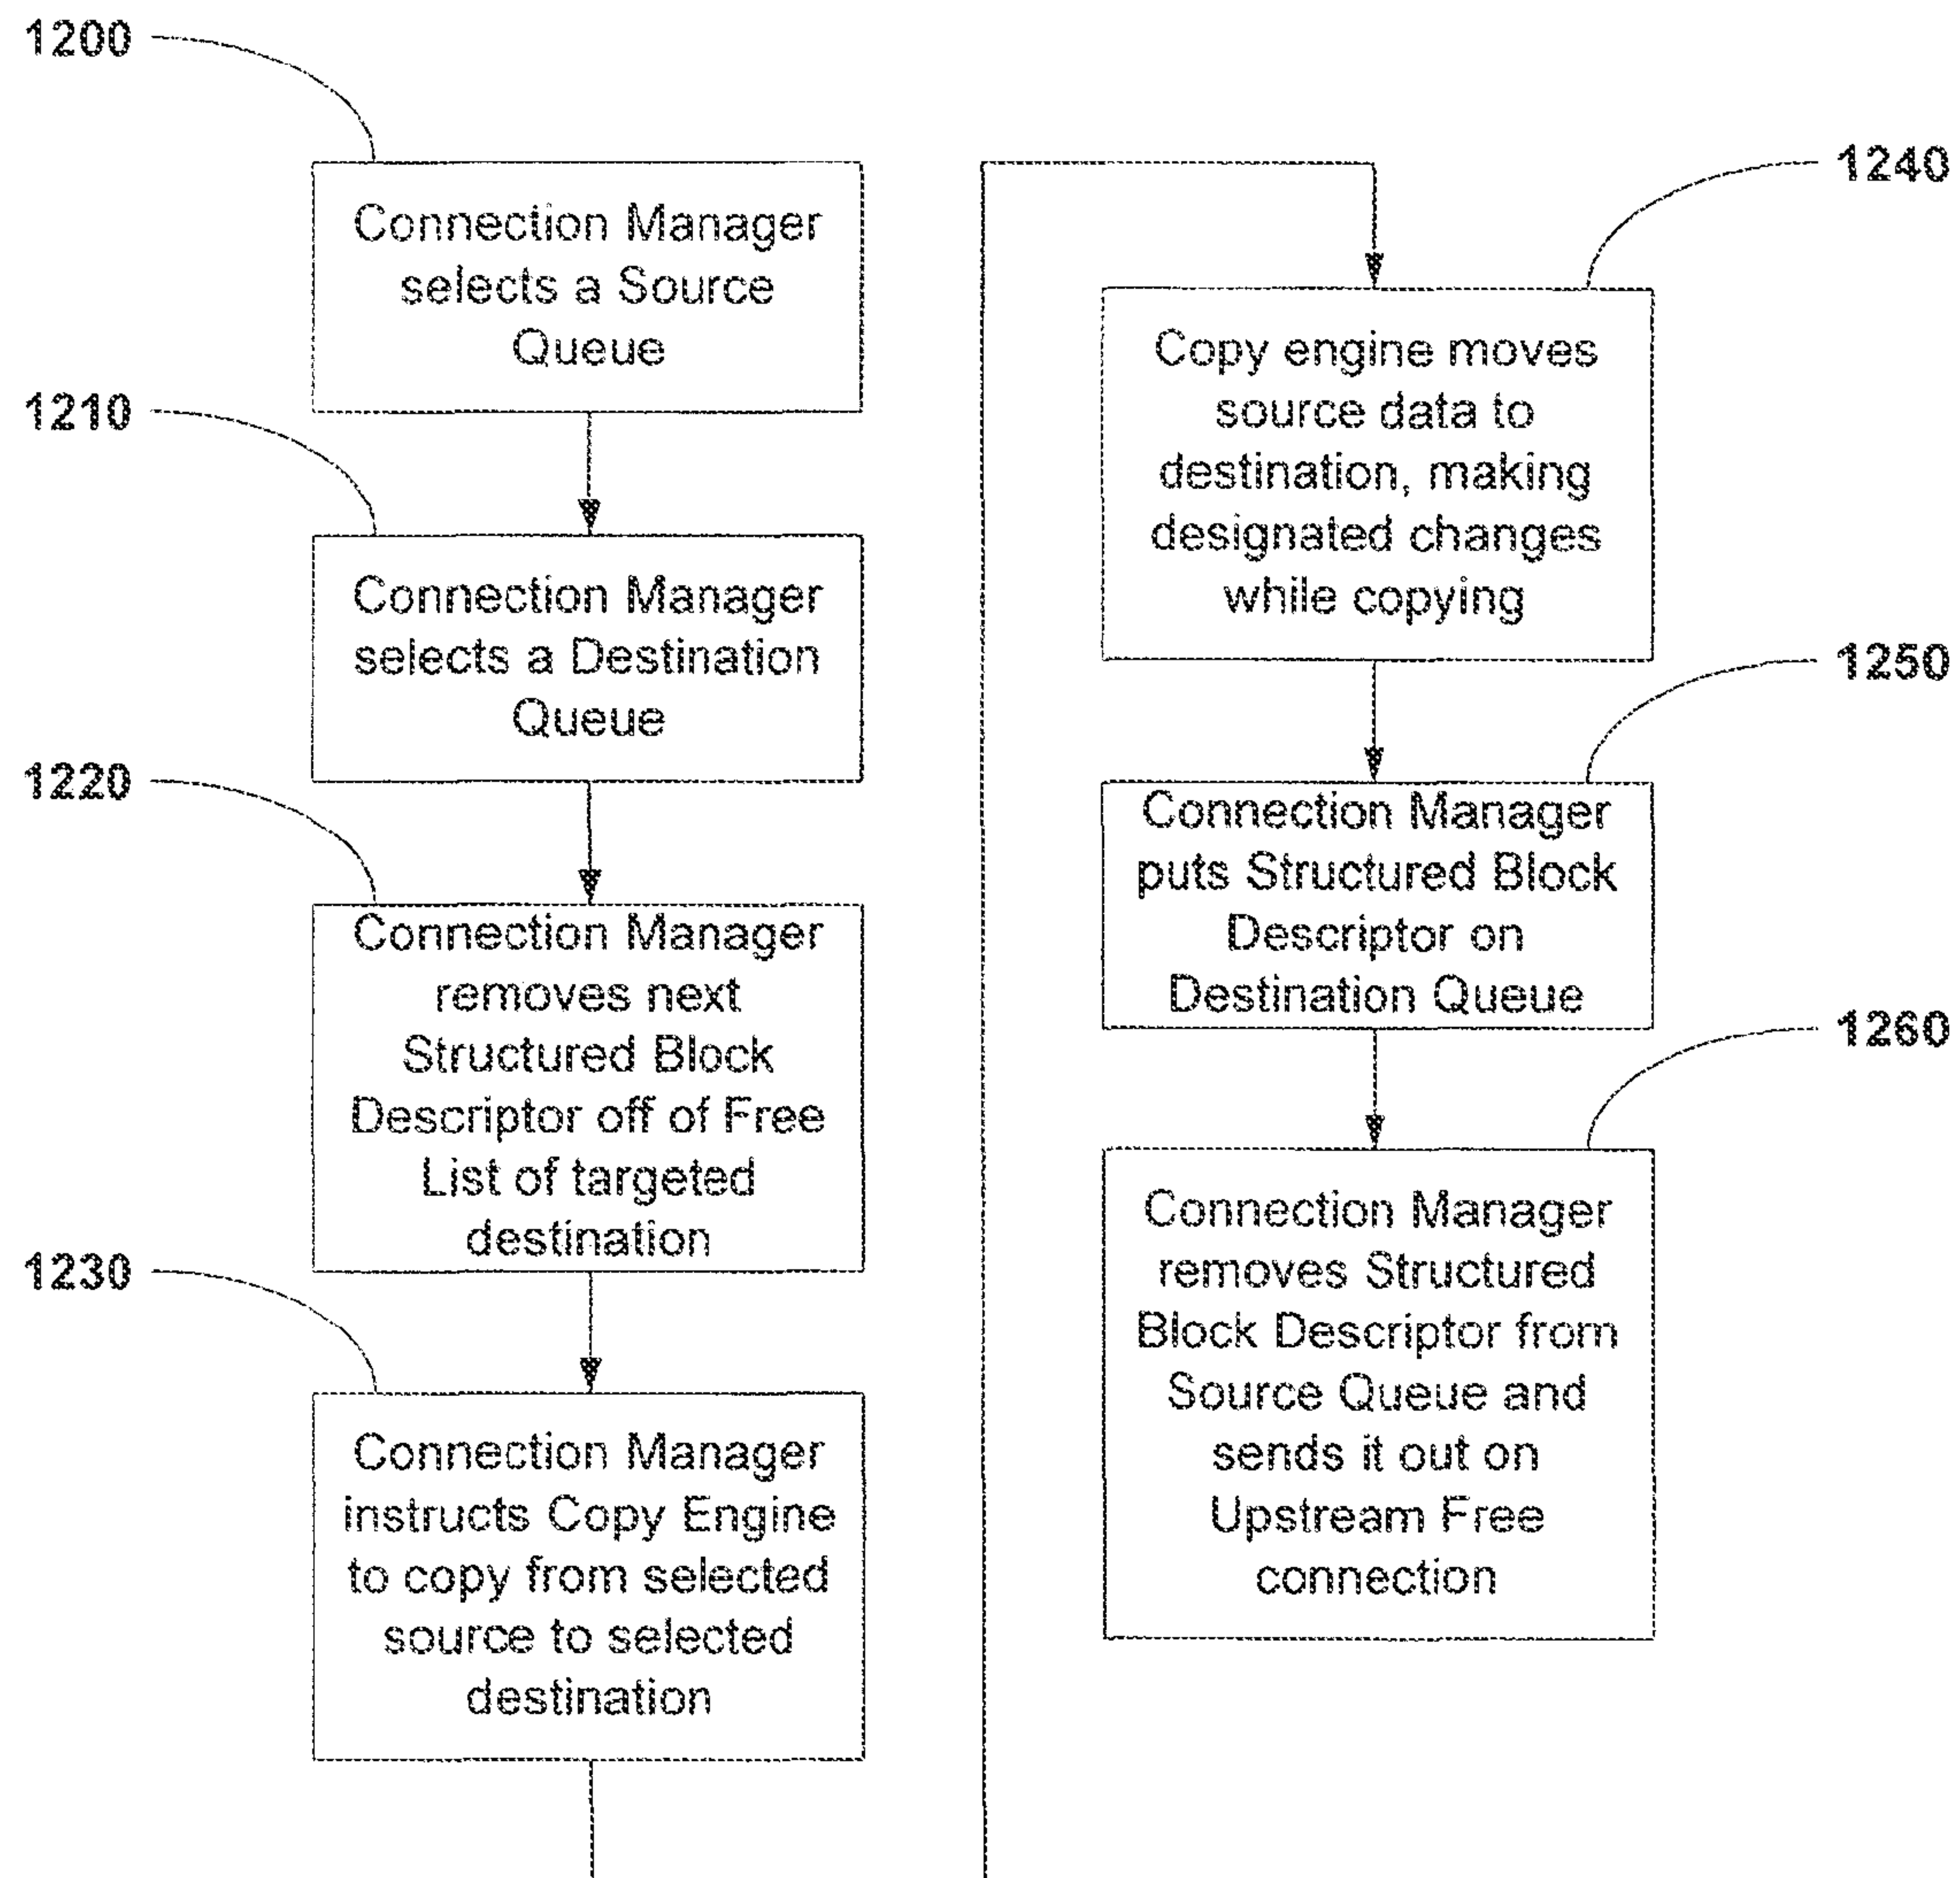 1200
Connection Manager
selects a Source
Queue
1210
Connection Manager
selects a Destination
Queue
1220
Connection Manager
removes next
Structured Block
Descriptor off of Free
List of targeted
destination
1230
Connection Manager
instructs Copy Engine
to copy from selected
source to selected
destination
1240
Copy engine moves
source data to
destination, making
designated changes
while copying
1250
Connection Manager
puts Structured Block
Descriptor on
Destination Queue
1260
Connection Manager
removes Structured
Block Descriptor from
Source Queue and
sends it out on
Upstream Free
connection